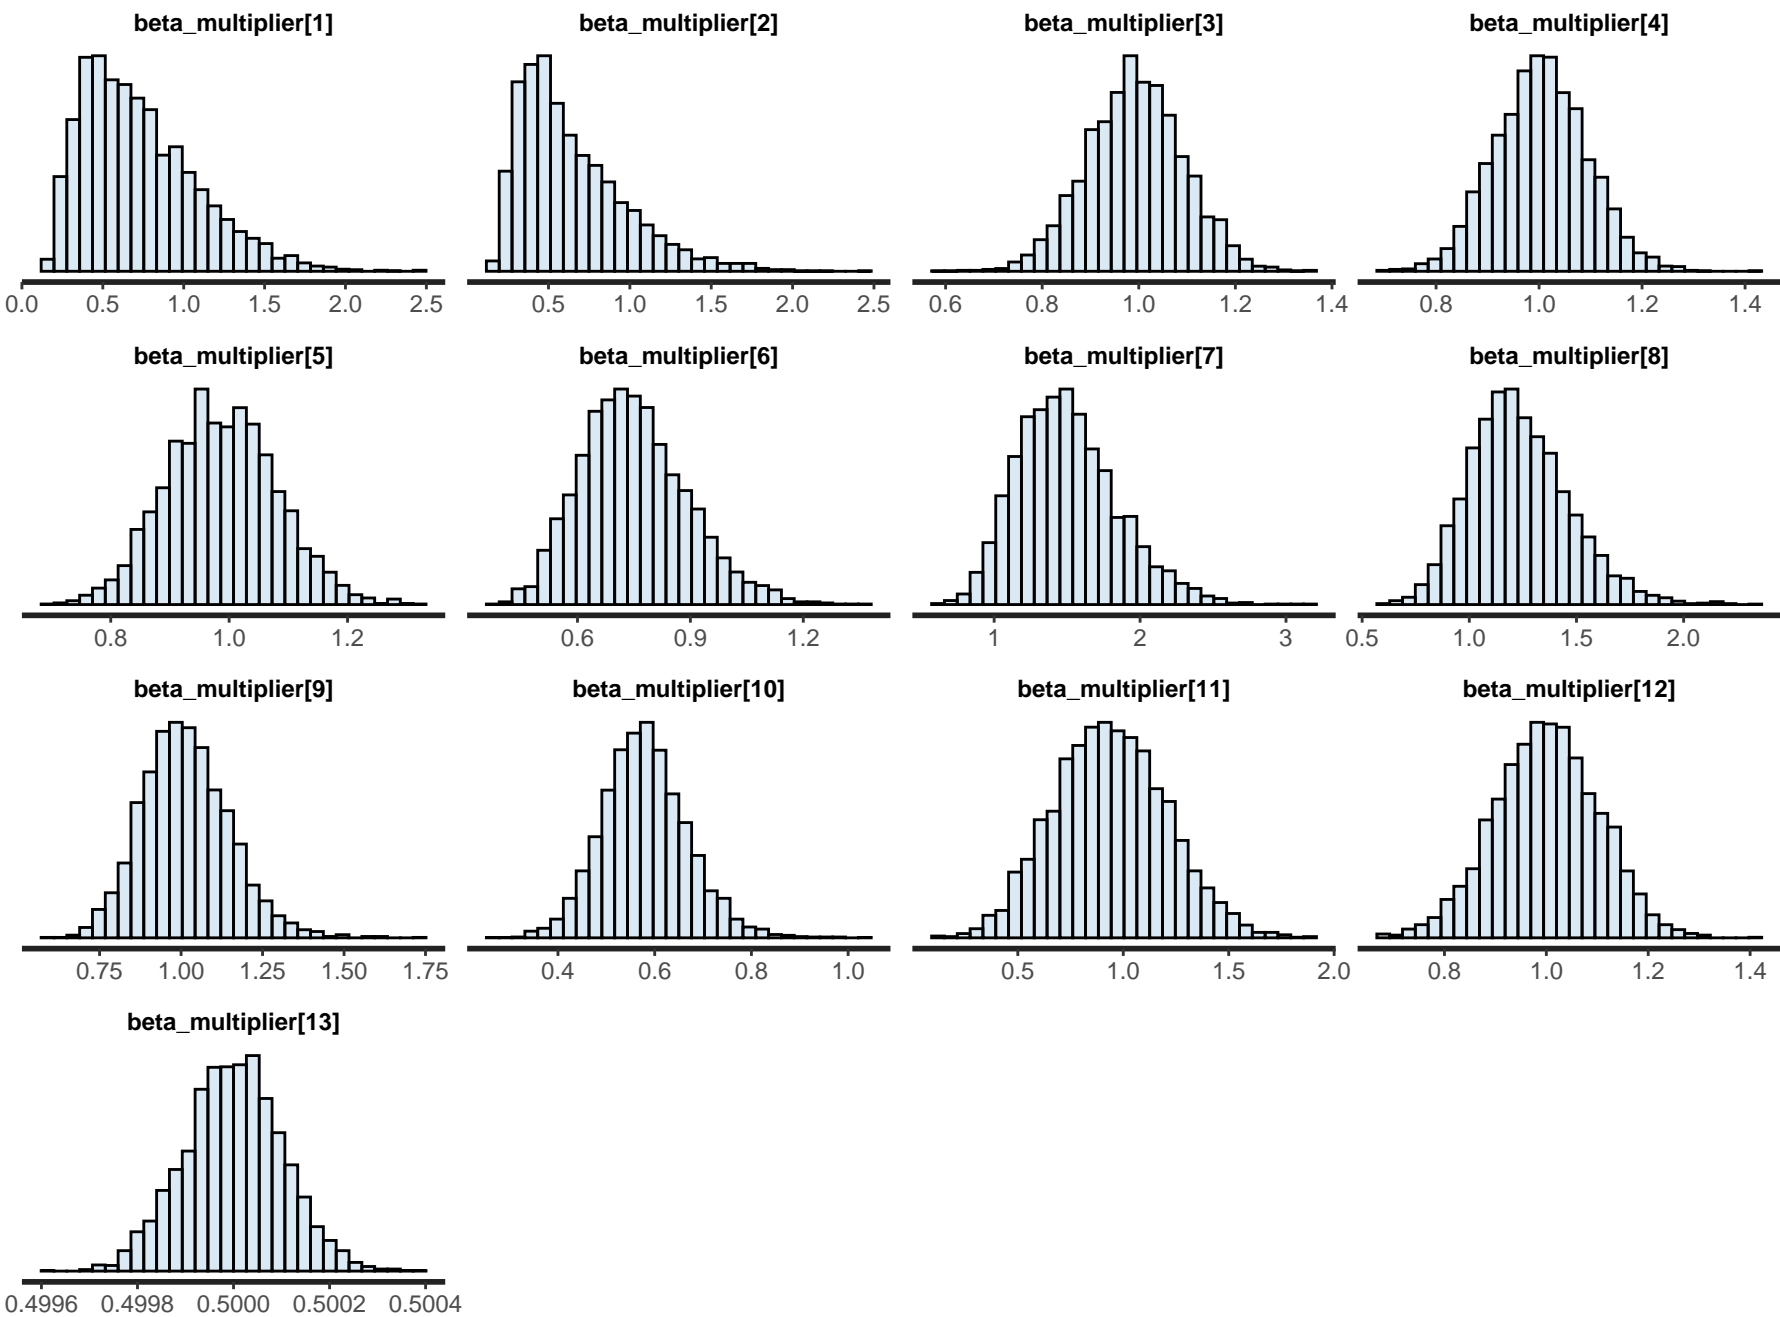 beta_multiplier[1] beta_multiplier[2] beta_multiplier[3] beta_multiplier[4]
0.0 0.5 1.0 1.5 2.0 2.5 0.5 1.0 1.5 2.0 2.5 0.6 0.8 1.0 1.2 1.4 0.8 1.0 1.2 1.4
beta_multiplier[5] beta_multiplier[6] beta_multiplier[7] beta_multiplier[8]
0.8 1.0 1.2 0.6 0.9 1.2 1 2 3 0.5 1.0 1.5 2.0
beta_multiplier[9] beta_multiplier[10] beta_multiplier[11] beta_multiplier[12]
0.75 1.00 1.25 1.50 1.75 0.4 0.6 0.8 1.0 0.5 1.0 1.5 2.0 0.8 1.0 1.2 1.4
beta_multiplier[13]
0.4996 0.4998 0.5000 0.5002 0.5004